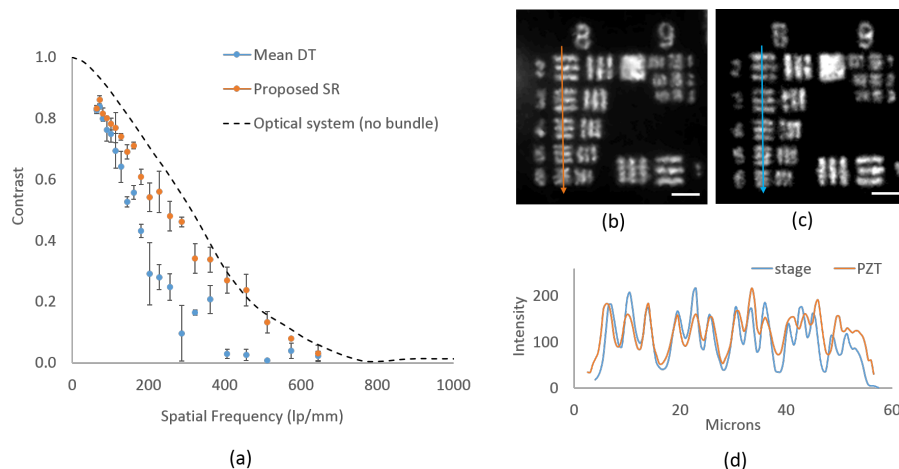 (a)
Mean DT
Proposed SR
Optical system (no bundle)
1.0
0.8
0.6
0.4
0.2
0.0
Contrast
0 200 400 600 800 1000
Spatial Frequency (lp/mm)
(a)
8 9
(b)
8 9
(c)
stage PZT
200
100
0
Intensity
0 20 40 60
Microns
(d)